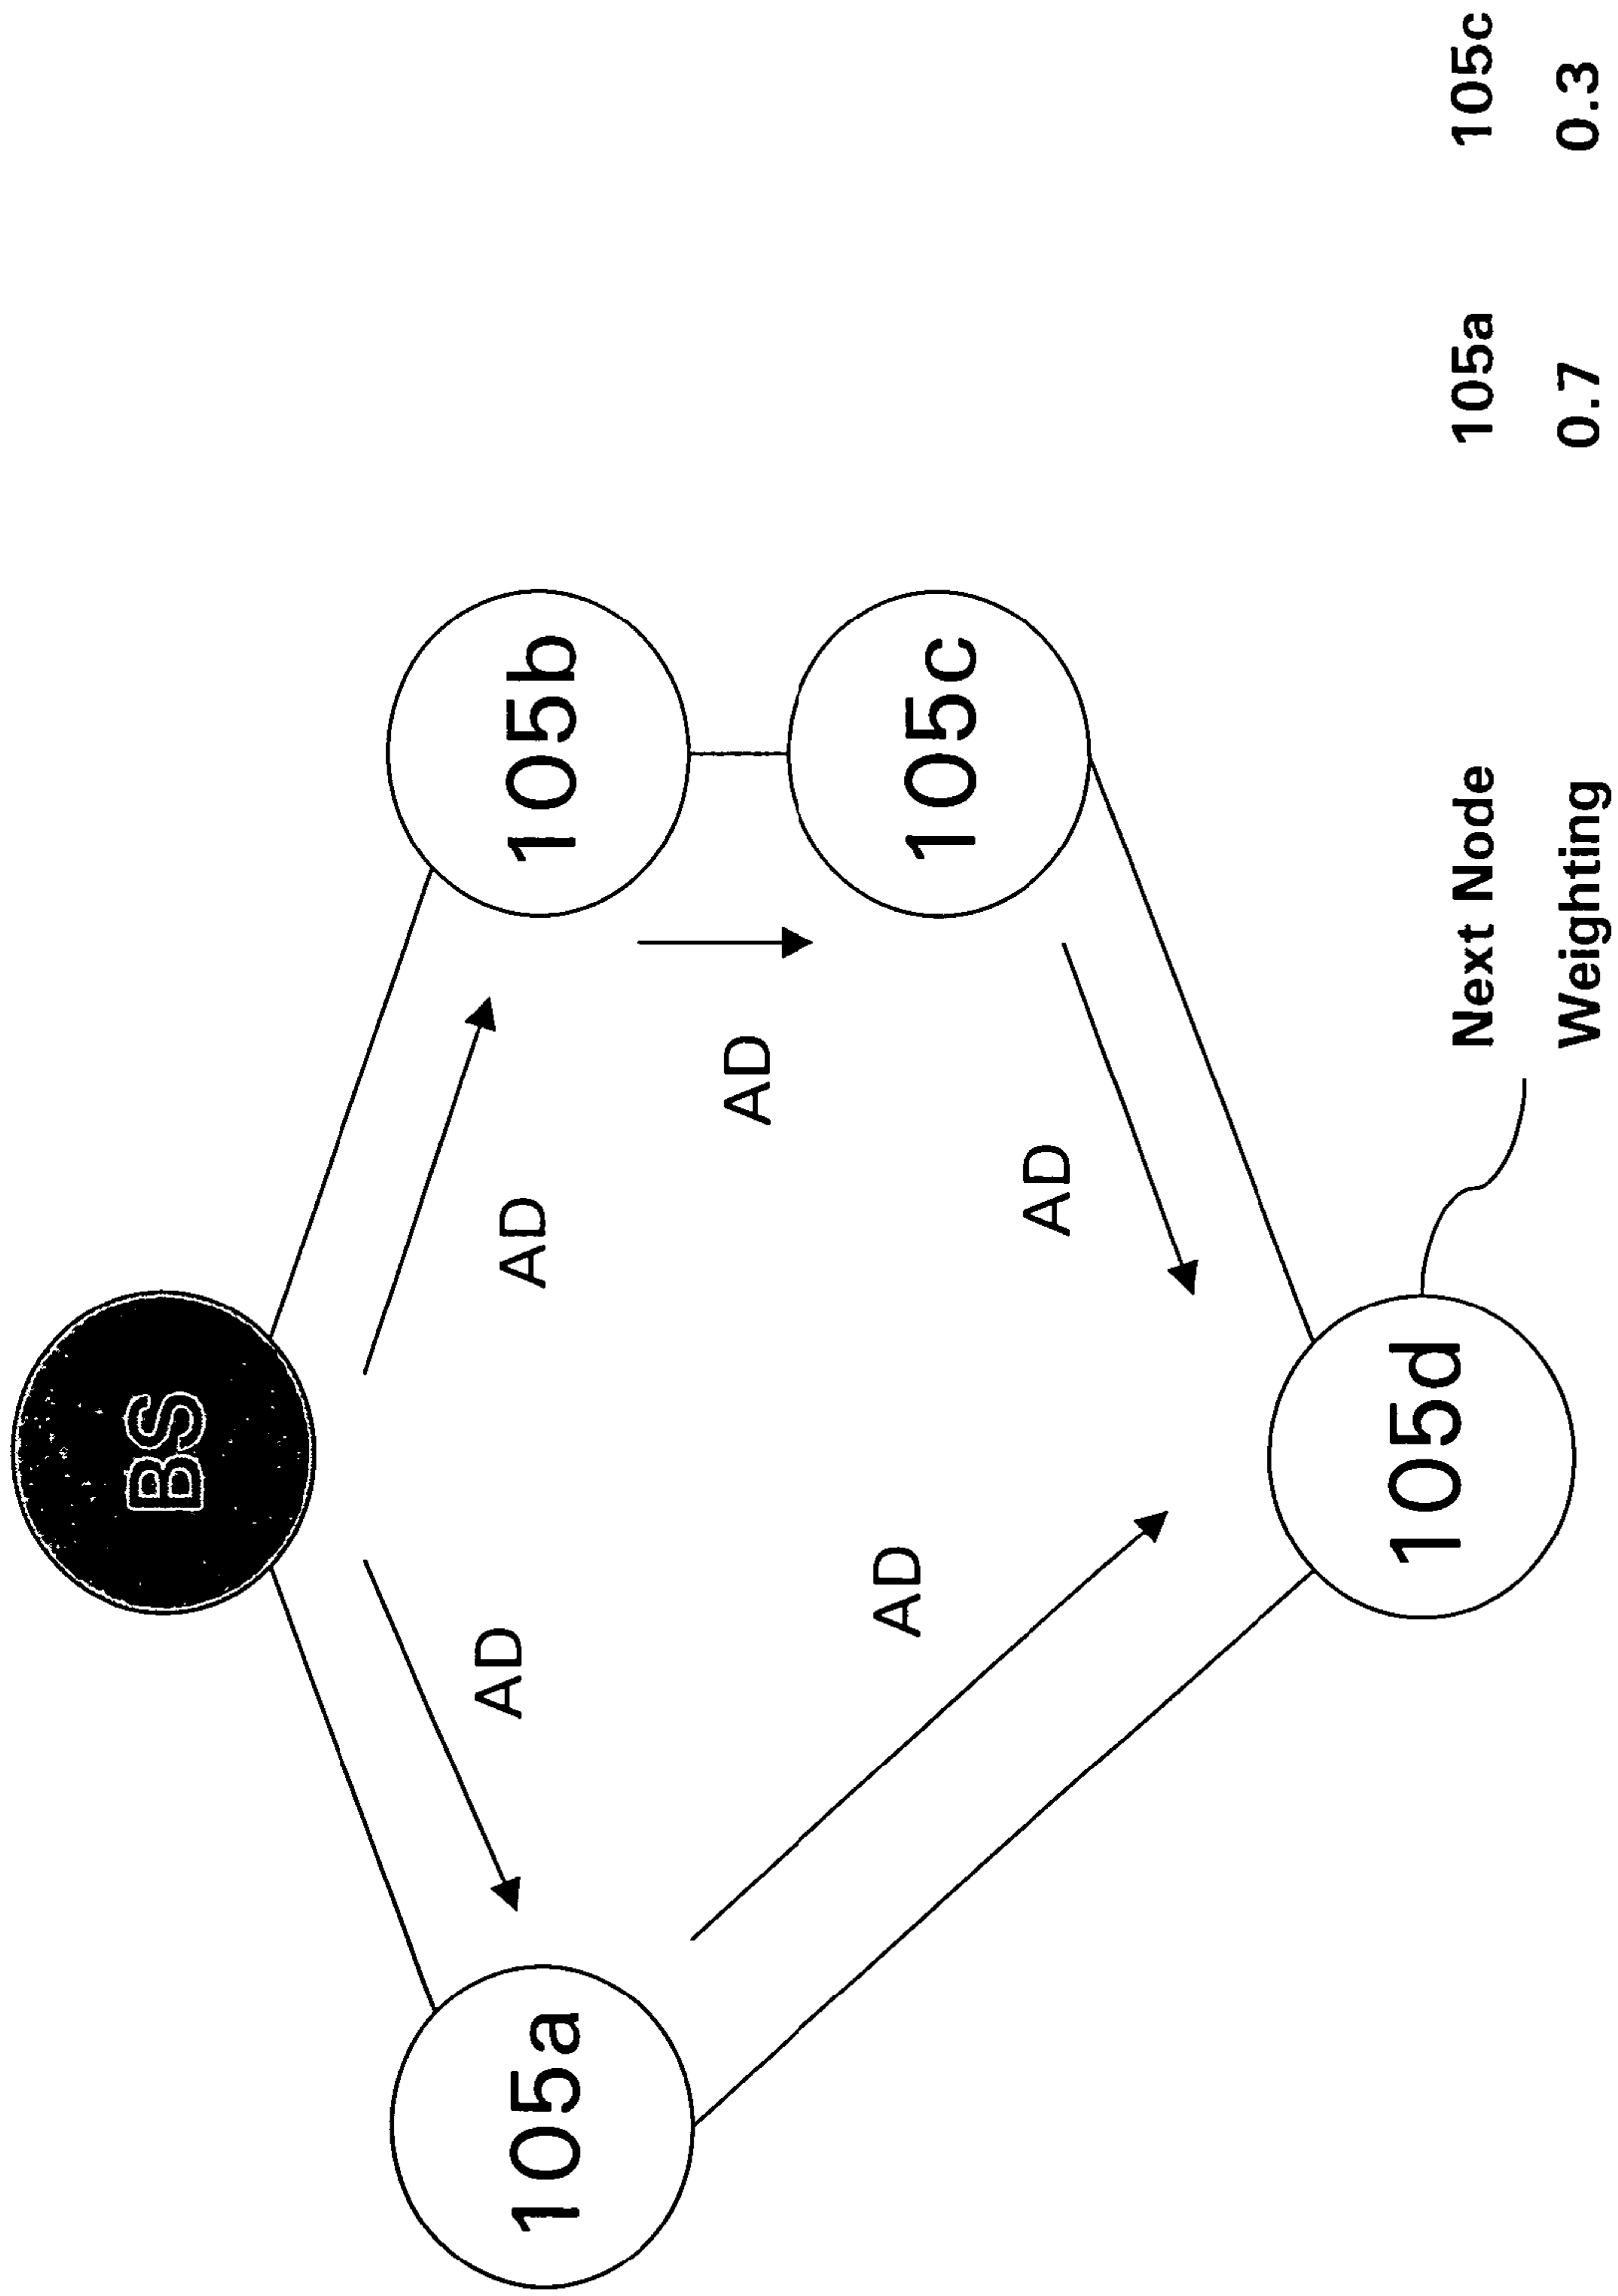 BS
AD
AD
105a
105b
AD
AD
105c
AD
105d
Next Node 105a 105c
Weighting 0.7 0.3